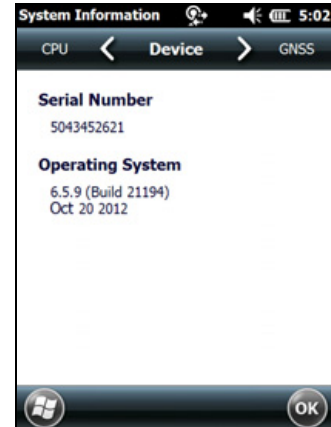 System Information 5:02
CPU Device GNSS
Serial Number
5043452621
Operating System
6.5.9 (Build 21194)
Oct 20 2012
OK